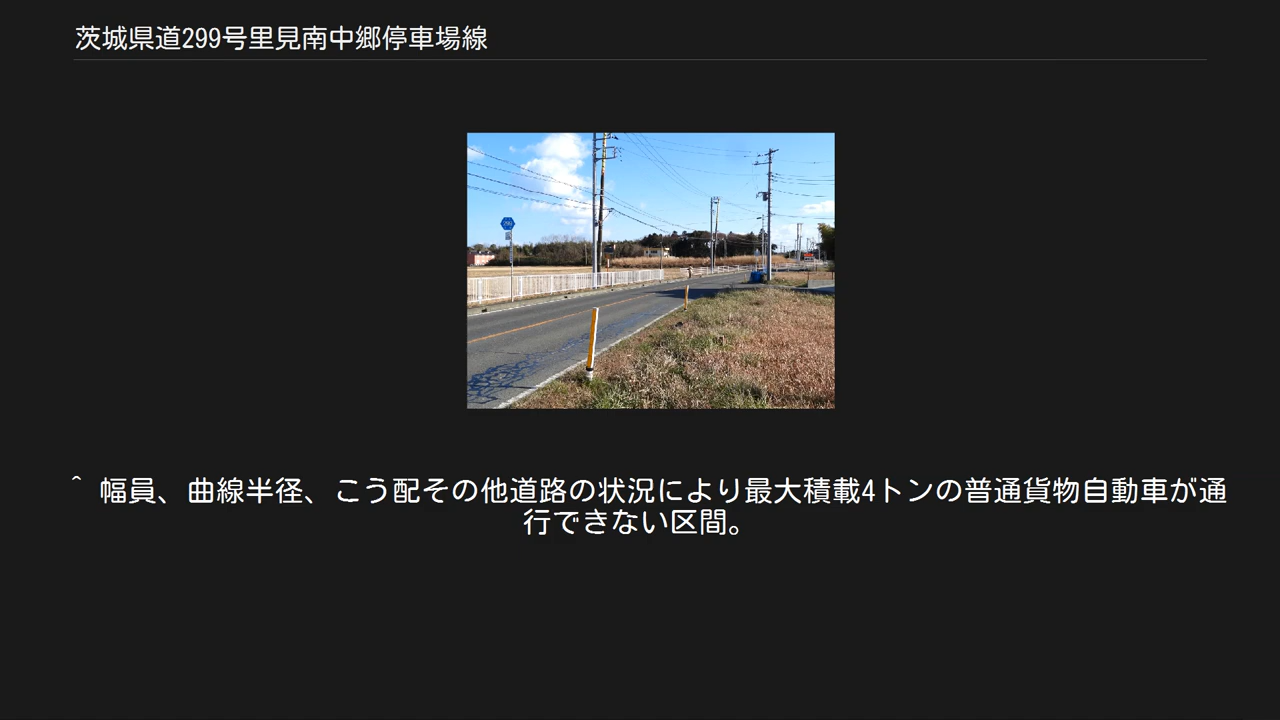 茨城県道299号里見南中郷停車場線
299
^ 幅員、曲線半径、こう配その他道路の状況により最大積載4トンの普通貨物自動車が通
行できない区間。